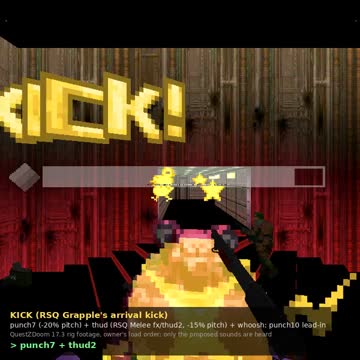 KICK!
KICK (RSQ Grapple's arrival kick)
punch7 (-20% pitch) + thud (RSQ Melee fx/thud2, -15% pitch) + whoosh: punch10 lead-in
QuestZDoom 17.3 rig footage, owner's load order; only the proposed sounds are heard
> punch7 + thud2